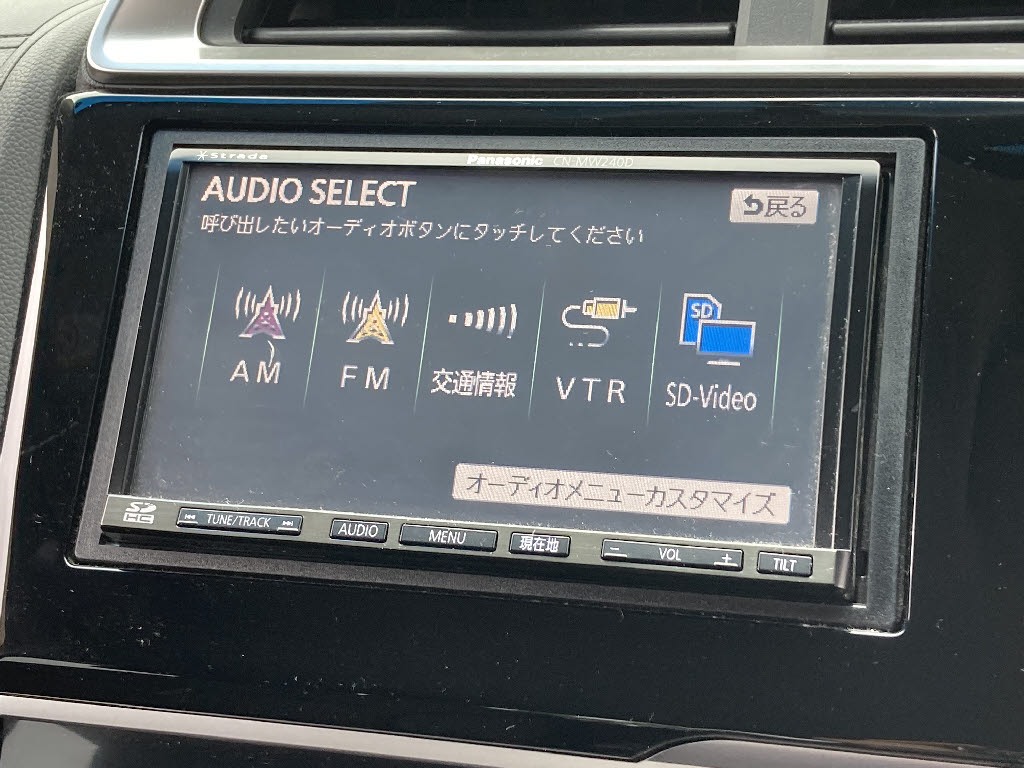 strada Panasonic CN-MW240D
AUDIO SELECT
戻る
呼び出したいオーディオボタンにタッチしてください
SD
AM FM 交通情報 VTR SD-Video
オーディオメニューカスタマイズ
SD HC TUNE/TRACK AUDIO MENU 現在地 − VOL + TILT